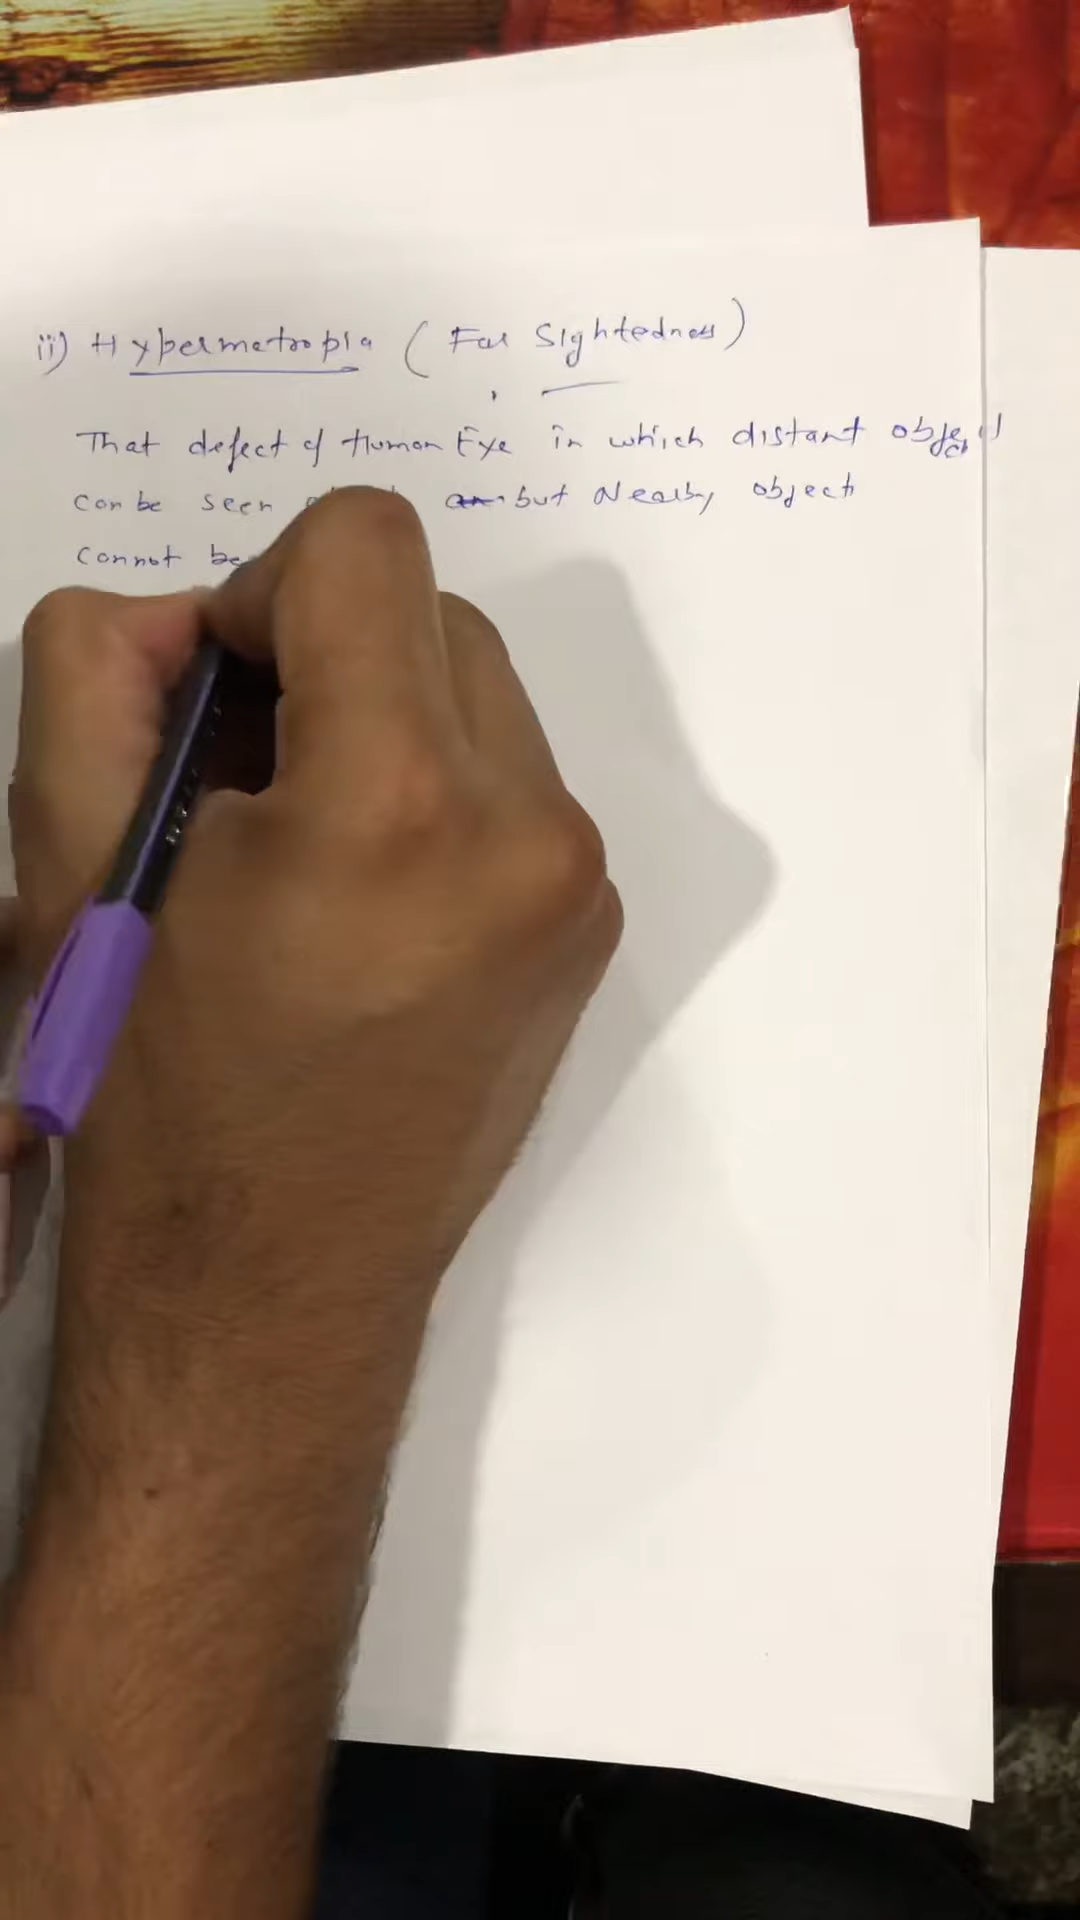 ii) Hypermetropia (Far Sightedness)
That defect of Human Eye in which distant object
can be seen but Nearby object
cannot be